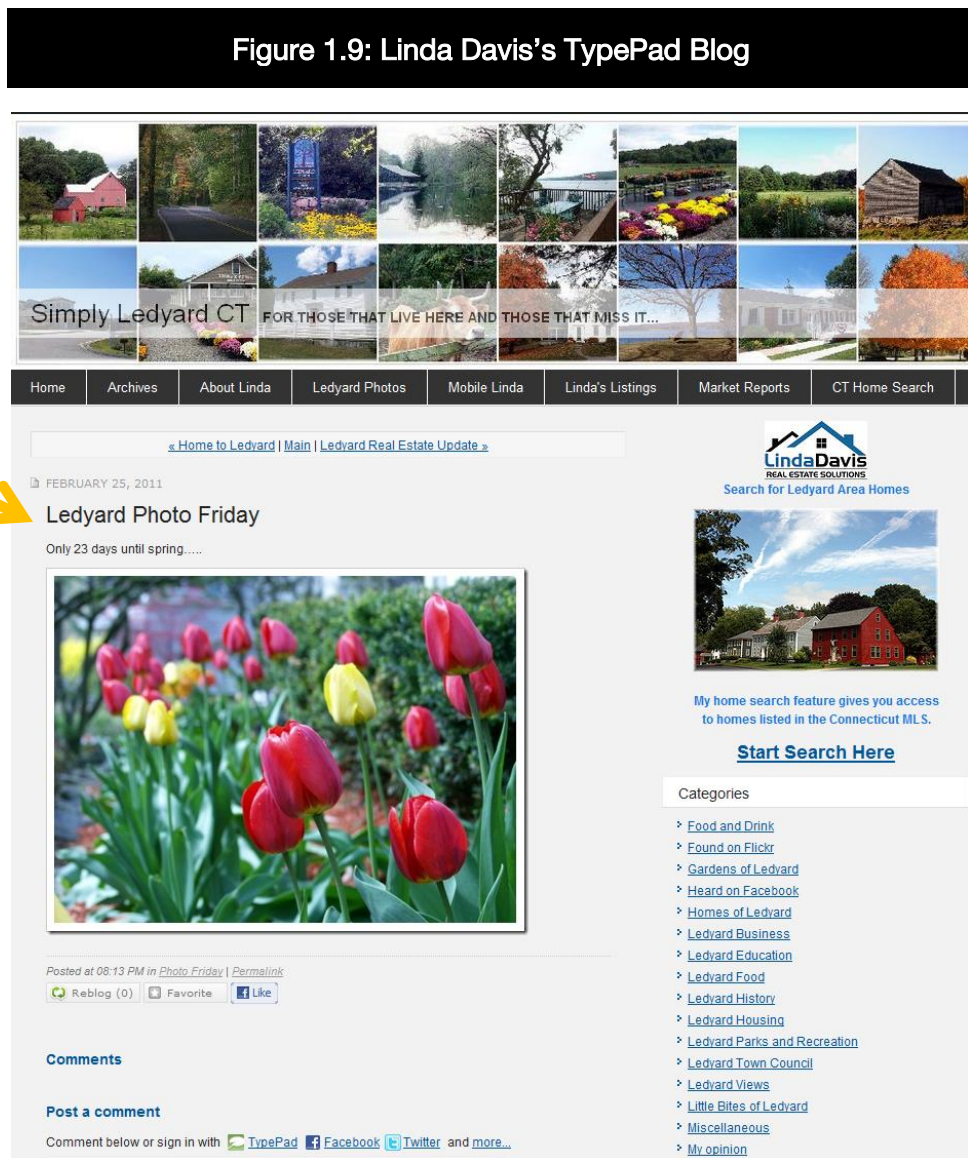 Figure 1.9: Linda Davis’s TypePad Blog
Simply Ledyard CT FOR THOSE THAT LIVE HERE AND THOSE THAT MISS IT...
Home Archives About Linda Ledyard Photos Mobile Linda Linda's Listings Market Reports CT Home Search
« Home to Ledyard | Main | Ledyard Real Estate Update »
FEBRUARY 25, 2011
Ledyard Photo Friday
Only 23 days until spring.....
Posted at 08:13 PM in Photo Friday | Permalink
Reblog (0) Favorite Like
Comments
Post a comment
Comment below or sign in with TypePad Facebook Twitter and more...
LindaDavis
REAL ESTATE SOLUTIONS
Search for Ledyard Area Homes
My home search feature gives you access
to homes listed in the Connecticut MLS.
Start Search Here
Categories
Food and Drink
Found on Flickr
Gardens of Ledyard
Heard on Facebook
Homes of Ledyard
Ledyard Business
Ledyard Education
Ledyard Food
Ledyard History
Ledyard Housing
Ledyard Parks and Recreation
Ledyard Town Council
Ledyard Views
Little Bites of Ledyard
Miscellaneous
My opinion